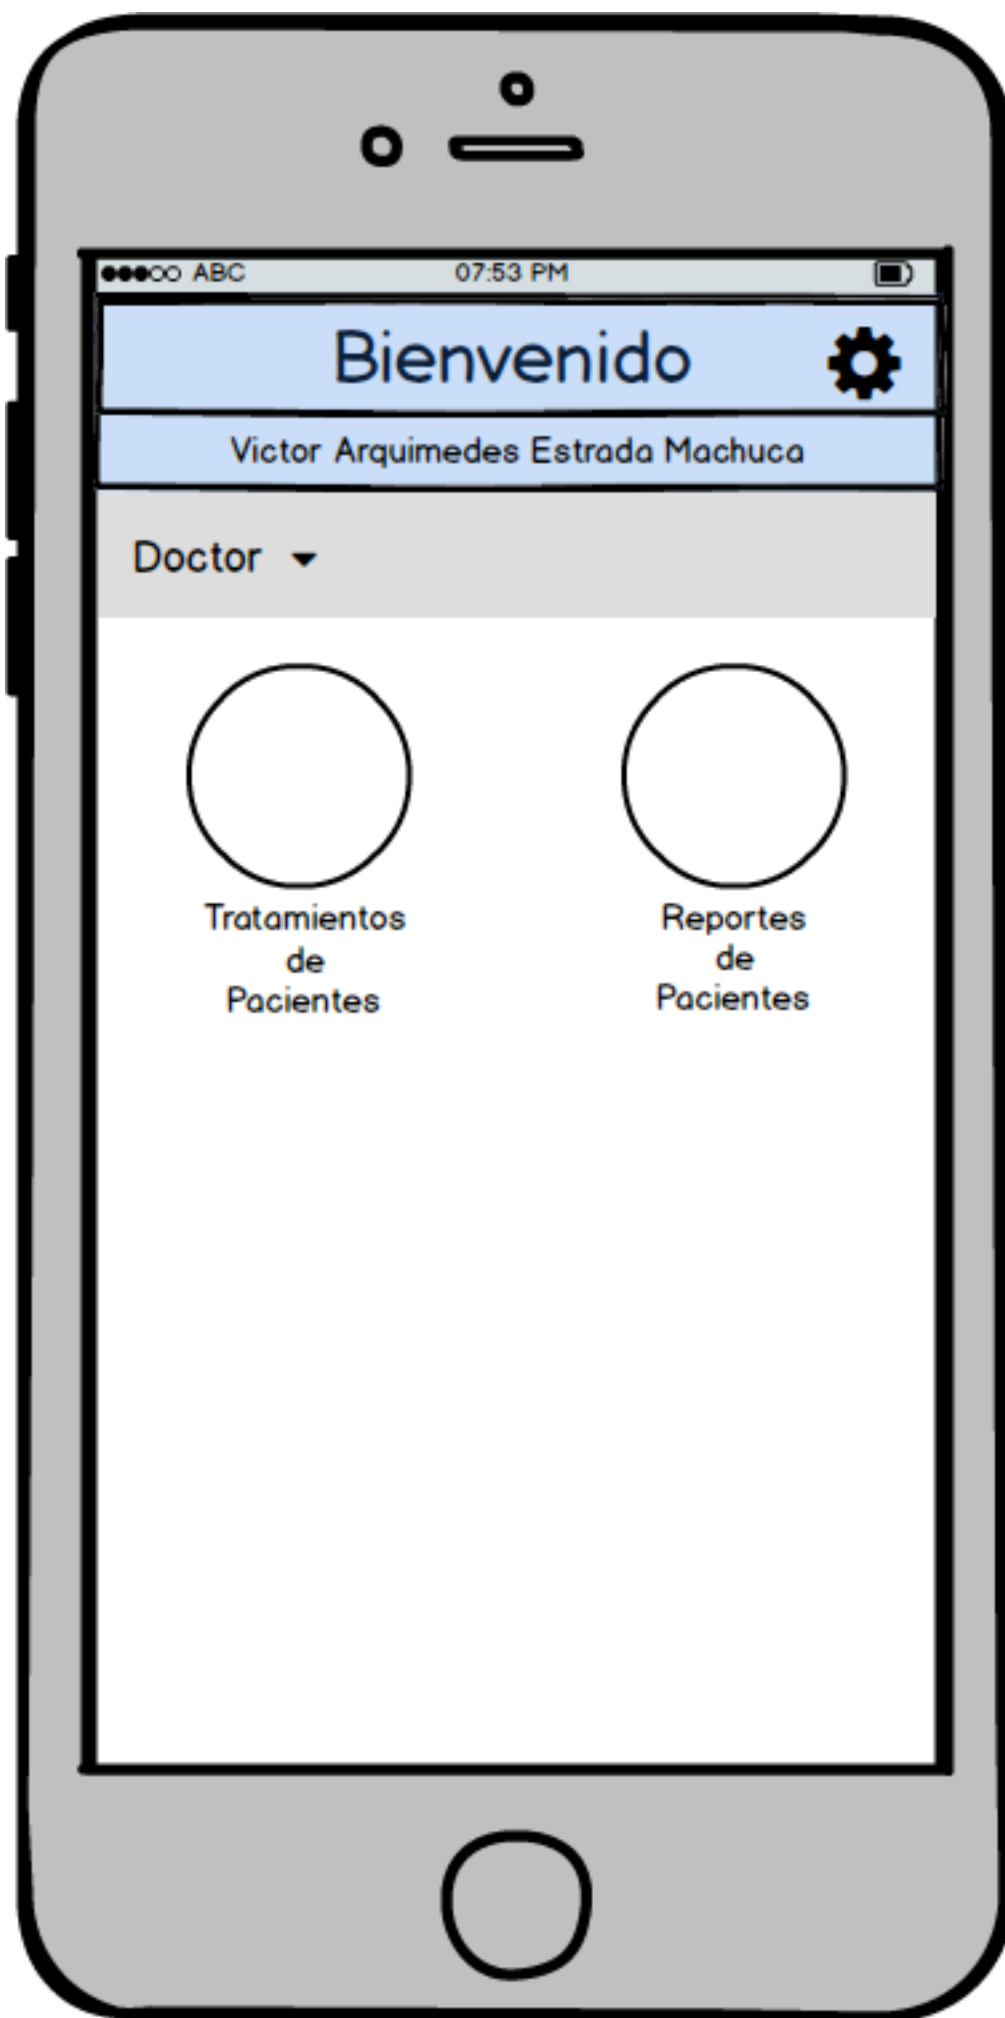 ABC 07:53 PM
Bienvenido
Victor Arquimedes Estrada Machuca
Doctor
Tratamientos
de
Pacientes
Reportes
de
Pacientes